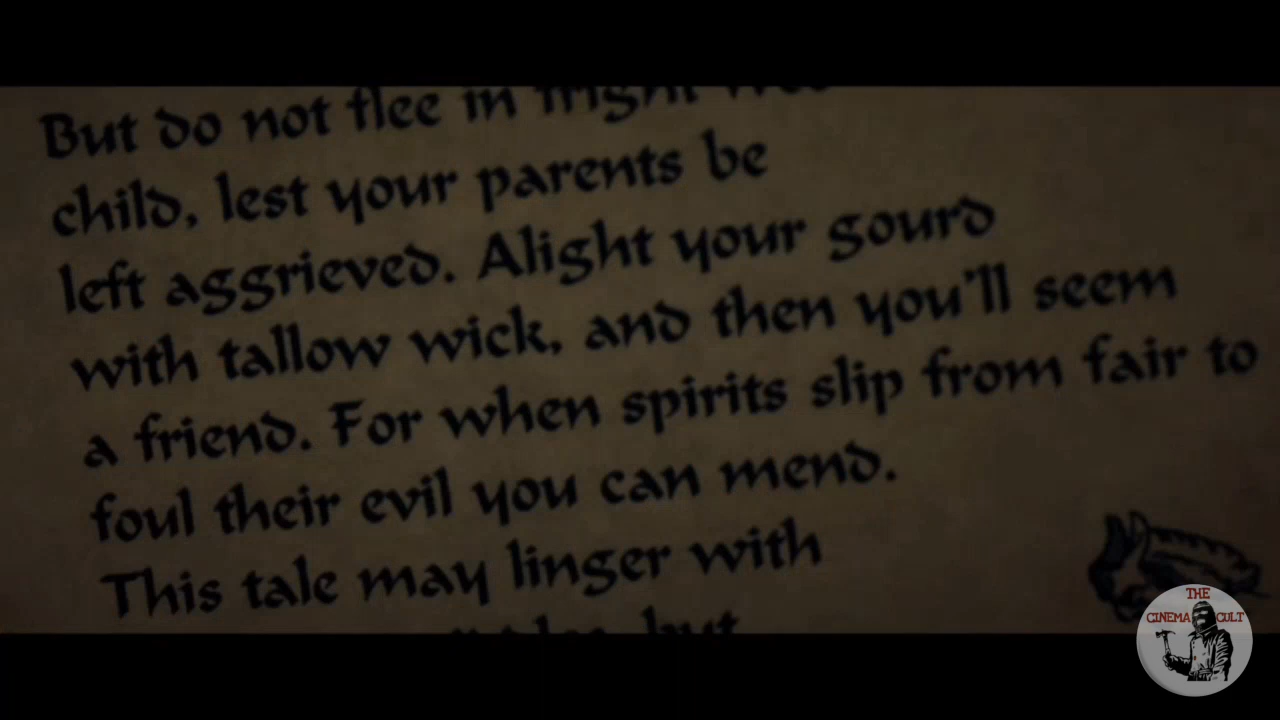 But do not flee in fright
child, lest your parents be
left aggrieved. Alight your gourd
with tallow wick, and then you'll seem
a friend. For when spirits slip from fair to
foul their evil you can mend.
This tale may linger with
but
THE
CINEMA CULT